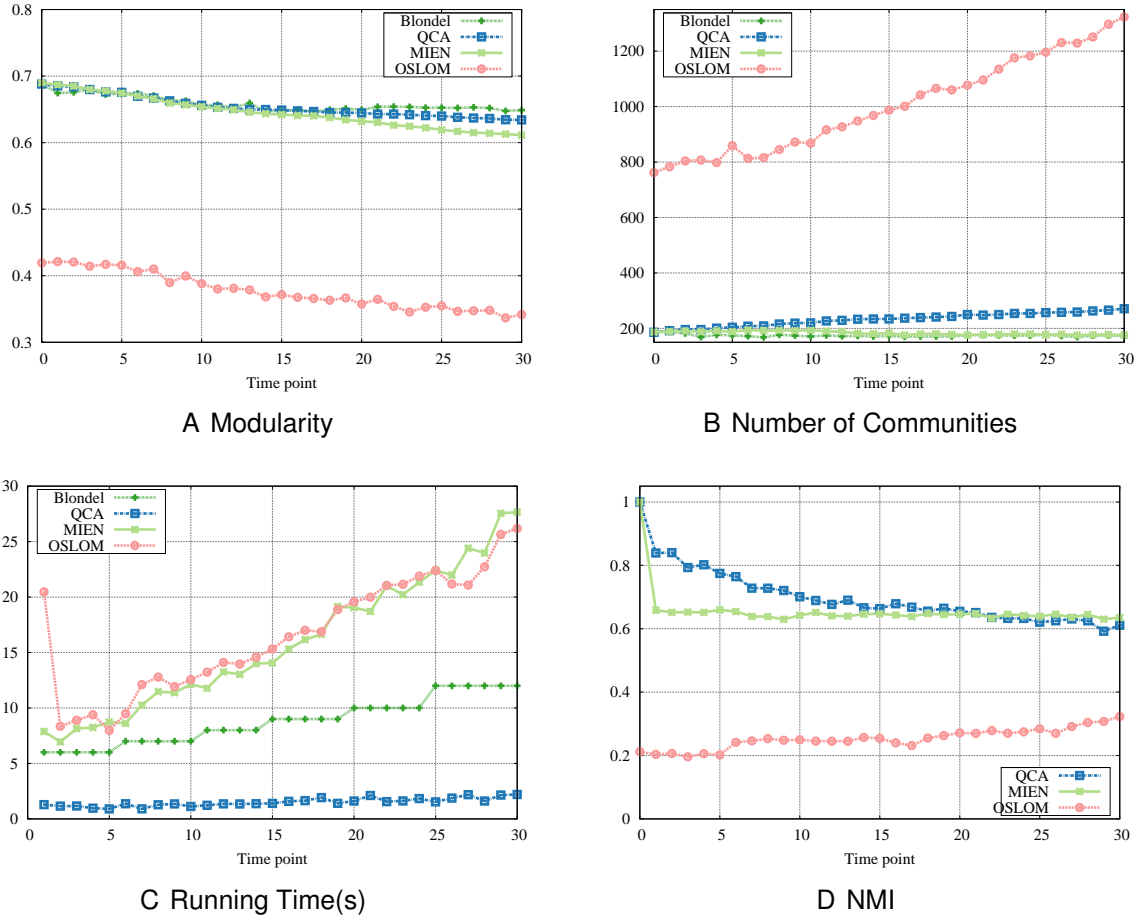 0.8
0.7
0.6
0.5
0.4
0.3
0 5 10 15 20 25 30
Time point
Blondel
QCA
MIEN
OSLOM
A Modularity
1200
1000
800
600
400
200
0 5 10 15 20 25 30
Time point
Blondel
QCA
MIEN
OSLOM
B Number of Communities
30
25
20
15
10
5
0
0 5 10 15 20 25 30
Time point
Blondel
QCA
MIEN
OSLOM
C Running Time(s)
1
0.8
0.6
0.4
0.2
0
0 5 10 15 20 25 30
Time point
QCA
MIEN
OSLOM
D NMI